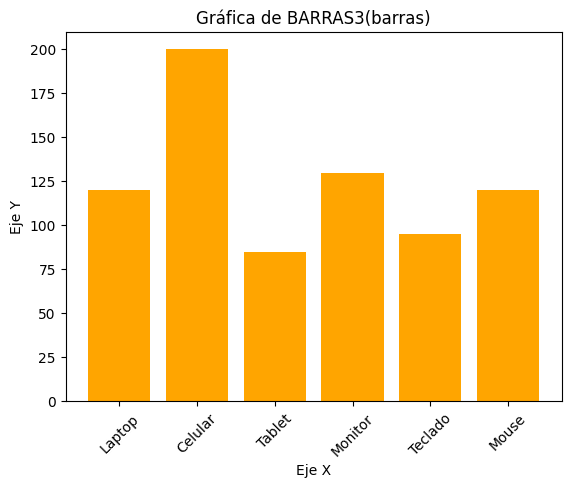 Gráfica de BARRAS3(barras)
Eje Y
200
175
150
125
100
75
50
25
0
Laptop
Celular
Tablet
Monitor
Teclado
Mouse
Eje X